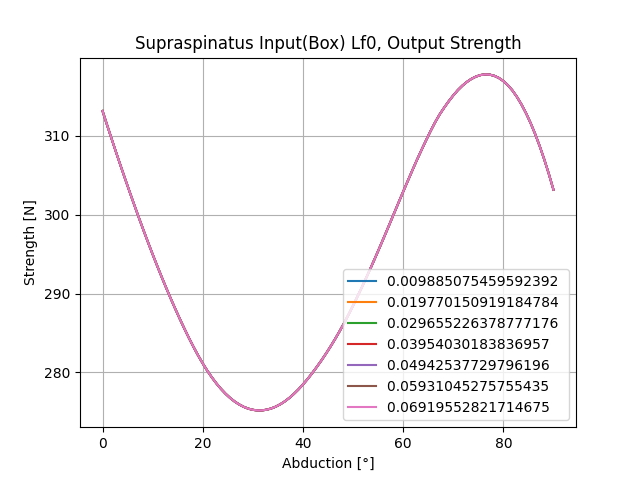 Supraspinatus Input(Box) Lf0, Output Strength
Strength [N]
310
300
290
280
0.009885075459592392
0.019770150919184784
0.029655226378777176
0.03954030183836957
0.04942537729796196
0.05931045275755435
0.06919552821714675
0 20 40 60 80
Abduction [°]